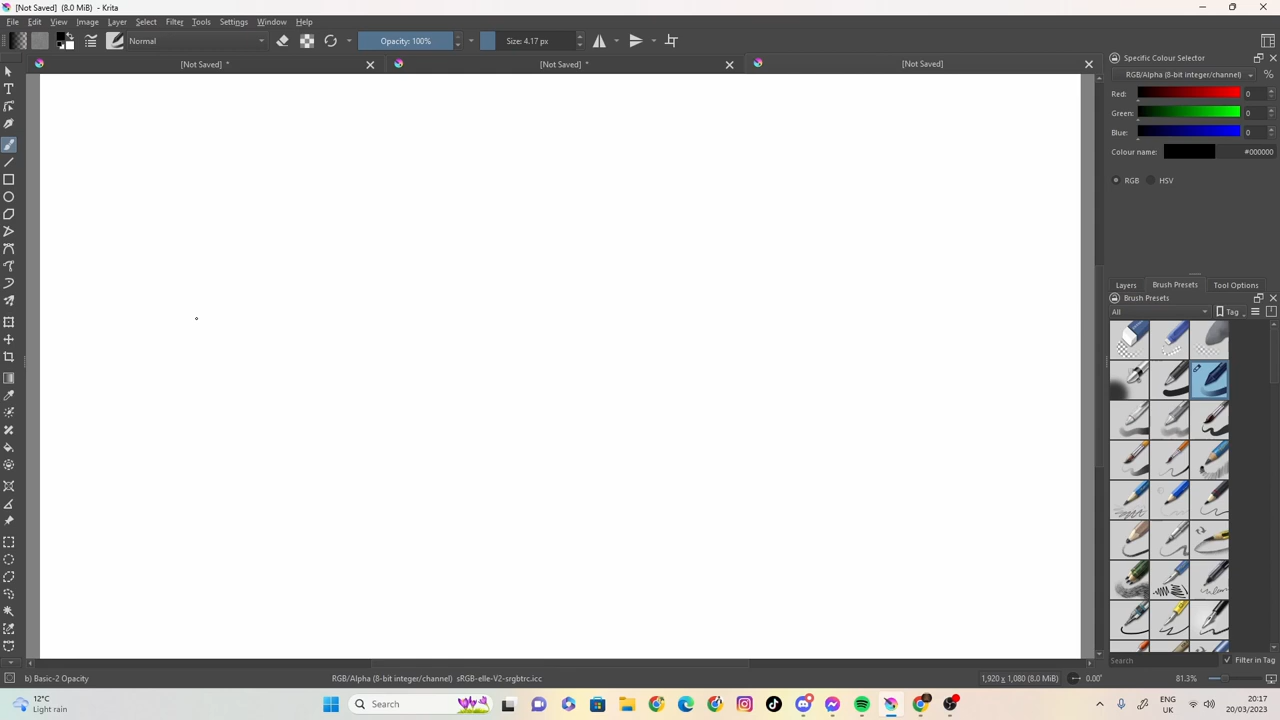 [Not Saved] (8.0 MiB) - Krita
File Edit View Image Layer Select Filter Tools Settings Window Help
Normal
Opacity: 100%
Size: 4.17 px
[Not Saved] *
[Not Saved] *
[Not Saved]
Specific Colour Selector
RGB/Alpha (8-bit integer/channel)
%
Red: 0
Green: 0
Blue: 0
Colour name: #000000
RGB HSV
Layers Brush Presets Tool Options
Brush Presets
All
Tag
Search
Filter in Tag
b) Basic-2 Opacity
RGB/Alpha (8-bit integer/channel) sRGB-elle-V2-srgbtrc.icc
1,920 x 1,080 (8.0 MiB)
0.00°
81.3%
12°C
Light rain
Search
ENG
UK
20:17
20/03/2023